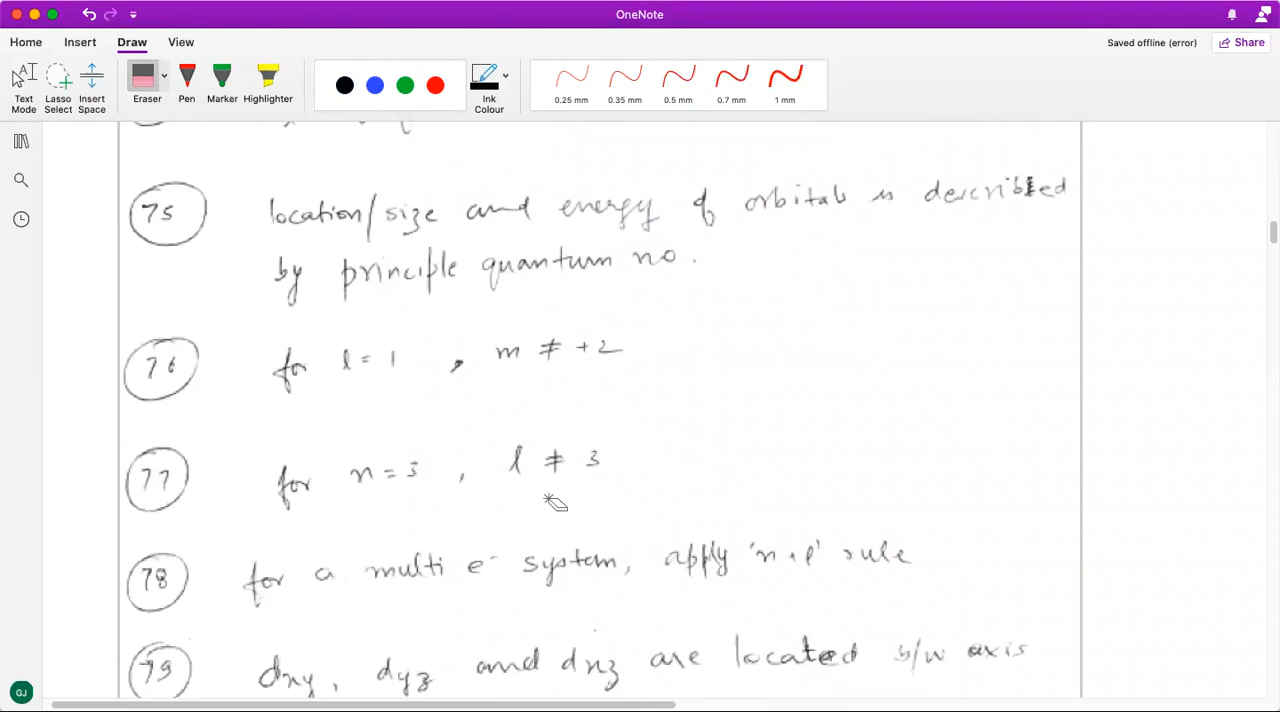 OneNote
Home Insert Draw View
Saved offline (error) Share
Text Mode
Lasso Select
Insert Space
Eraser
Pen
Marker
Highlighter
Ink Colour
0.25 mm 0.35 mm 0.5 mm 0.7 mm 1 mm
75 location/size and energy of orbitals is described
by principle quantum no.
76 for l = 1 , m ≠ +2
77 for n = 3 , l ≠ 3
78 for a multi e⁻ system, apply 'n+l' rule
79 dxy, dyz and dxz are located b/w axis
GJ